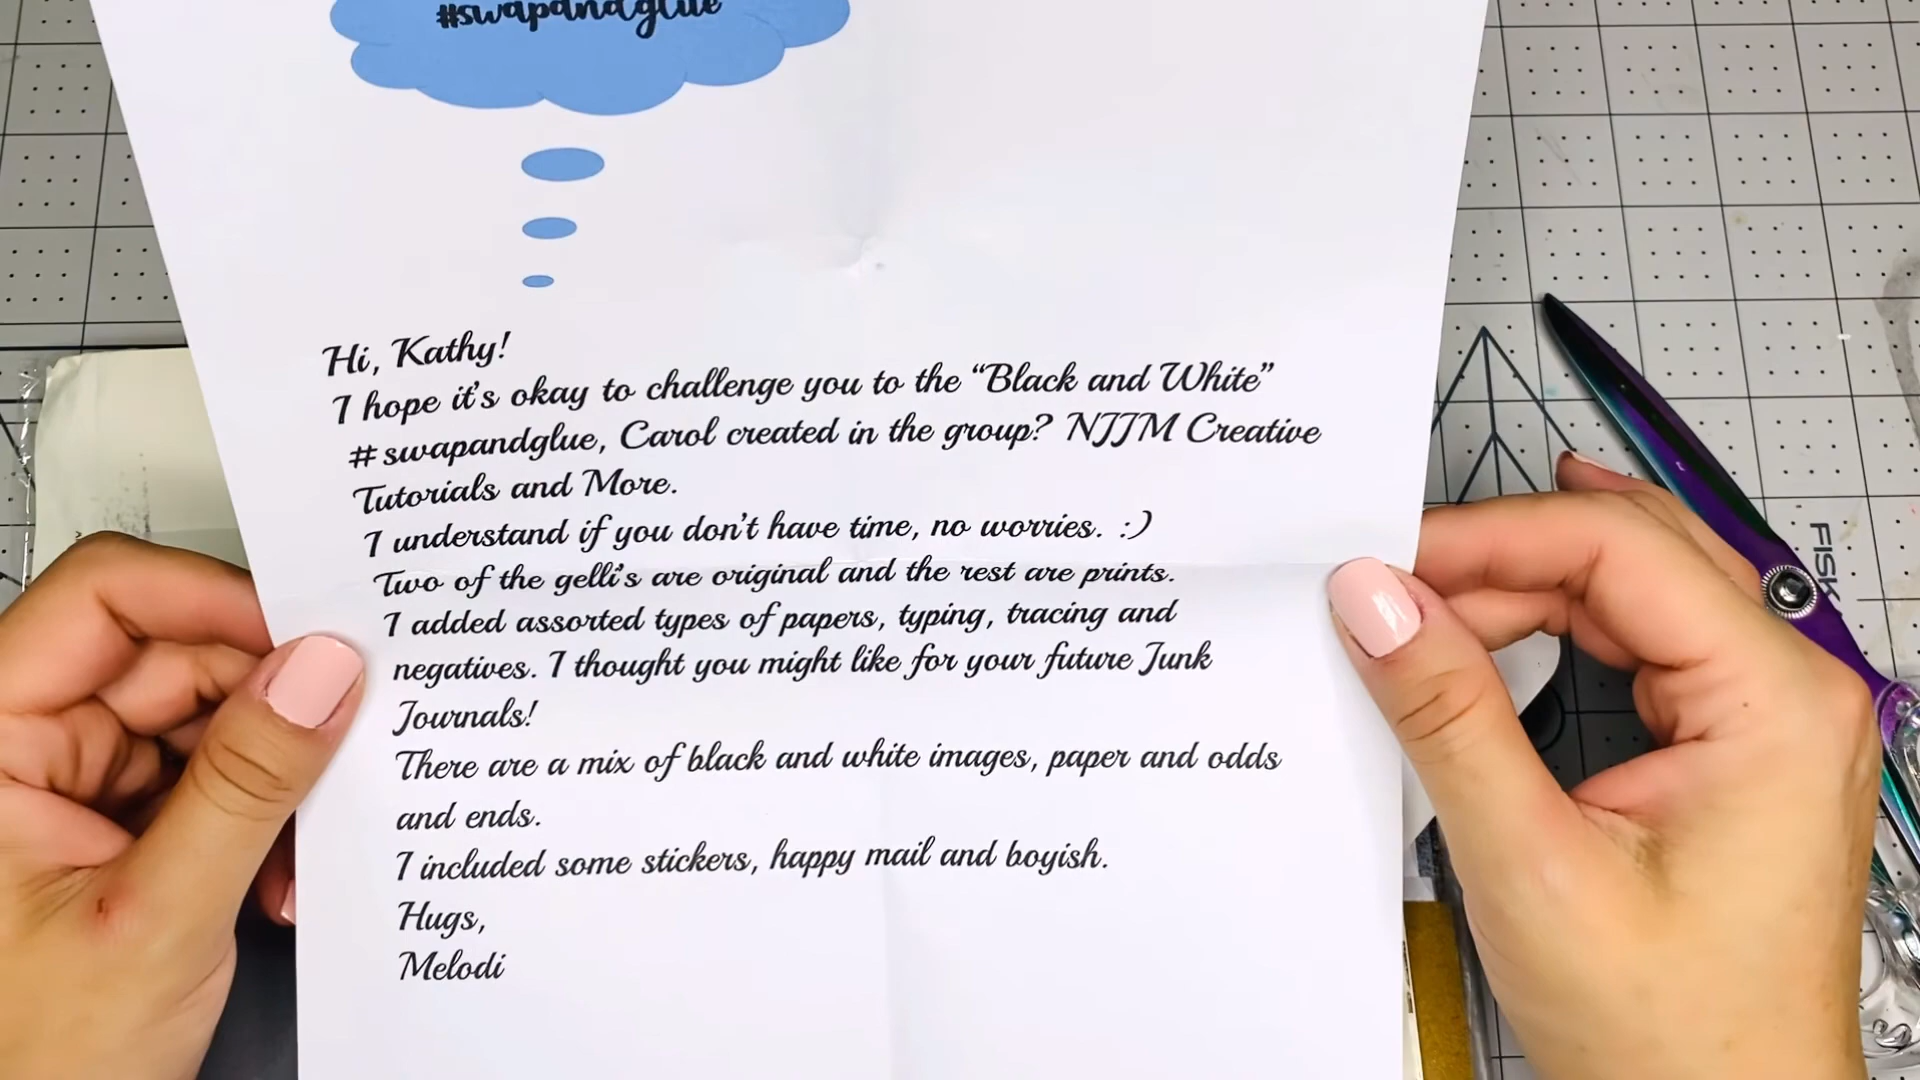 #swapandglue
Hi, Kathy!
I hope it's okay to challenge you to the “Black and White”
#swapandglue, Carol created in the group? NJJM Creative
Tutorials and More.
I understand if you don't have time, no worries. :)
Two of the gelli's are original and the rest are prints.
I added assorted types of papers, typing, tracing and
negatives. I thought you might like for your future Junk
Journals!
There are a mix of black and white images, paper and odds
and ends.
I included some stickers, happy mail and boyish.
Hugs,
Melodi
FISK